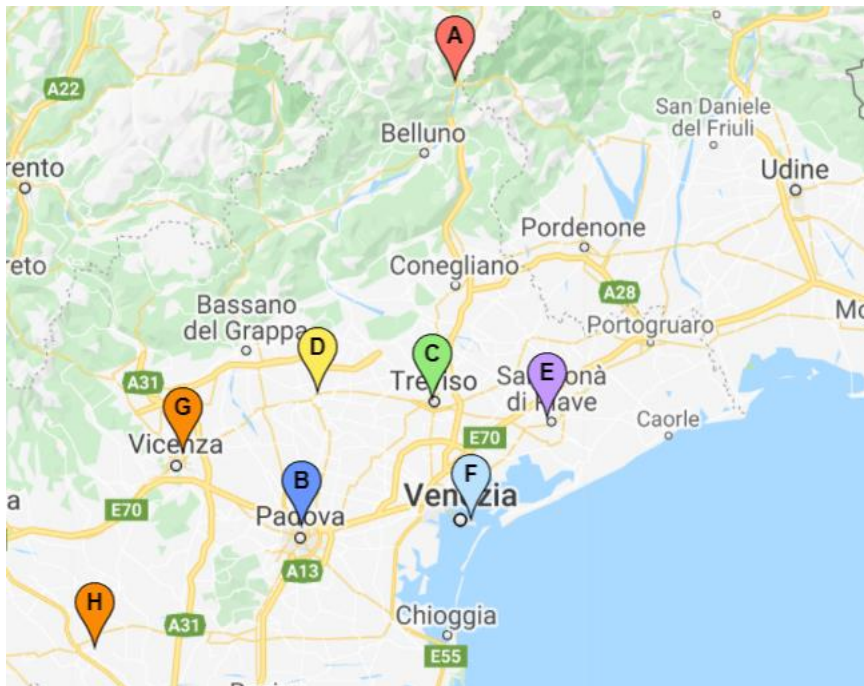 A
A22
Belluno
San Daniele
del Friuli
rento
Udine
Pordenone
reto
Conegliano
A28
Bassano
del Grappa
Portogruaro
Mo
D
C
E
A31
Treviso
San Donà
di Piave
G
Caorle
Vicenza
E70
B
F
Venezia
a
E70
Padova
A13
H
Chioggia
A31
E55